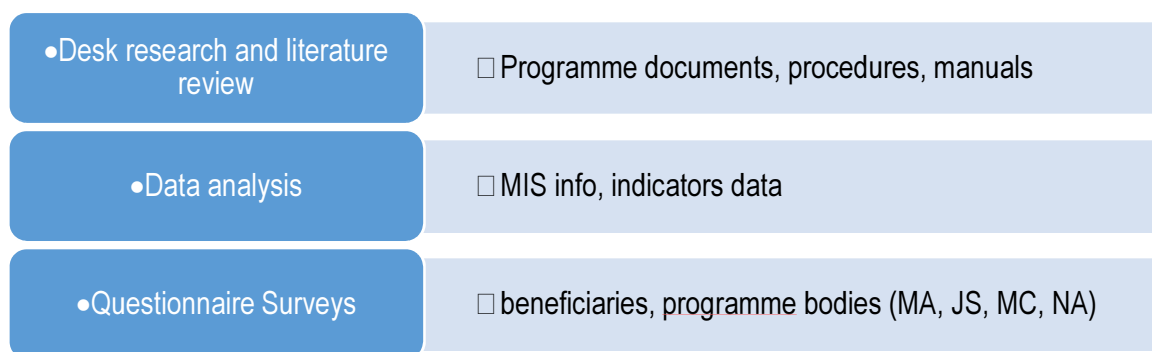 •Desk research and literature
review
□ Programme documents, procedures, manuals
•Data analysis
□ MIS info, indicators data
•Questionnaire Surveys
□ beneficiaries, programme bodies (MA, JS, MC, NA)